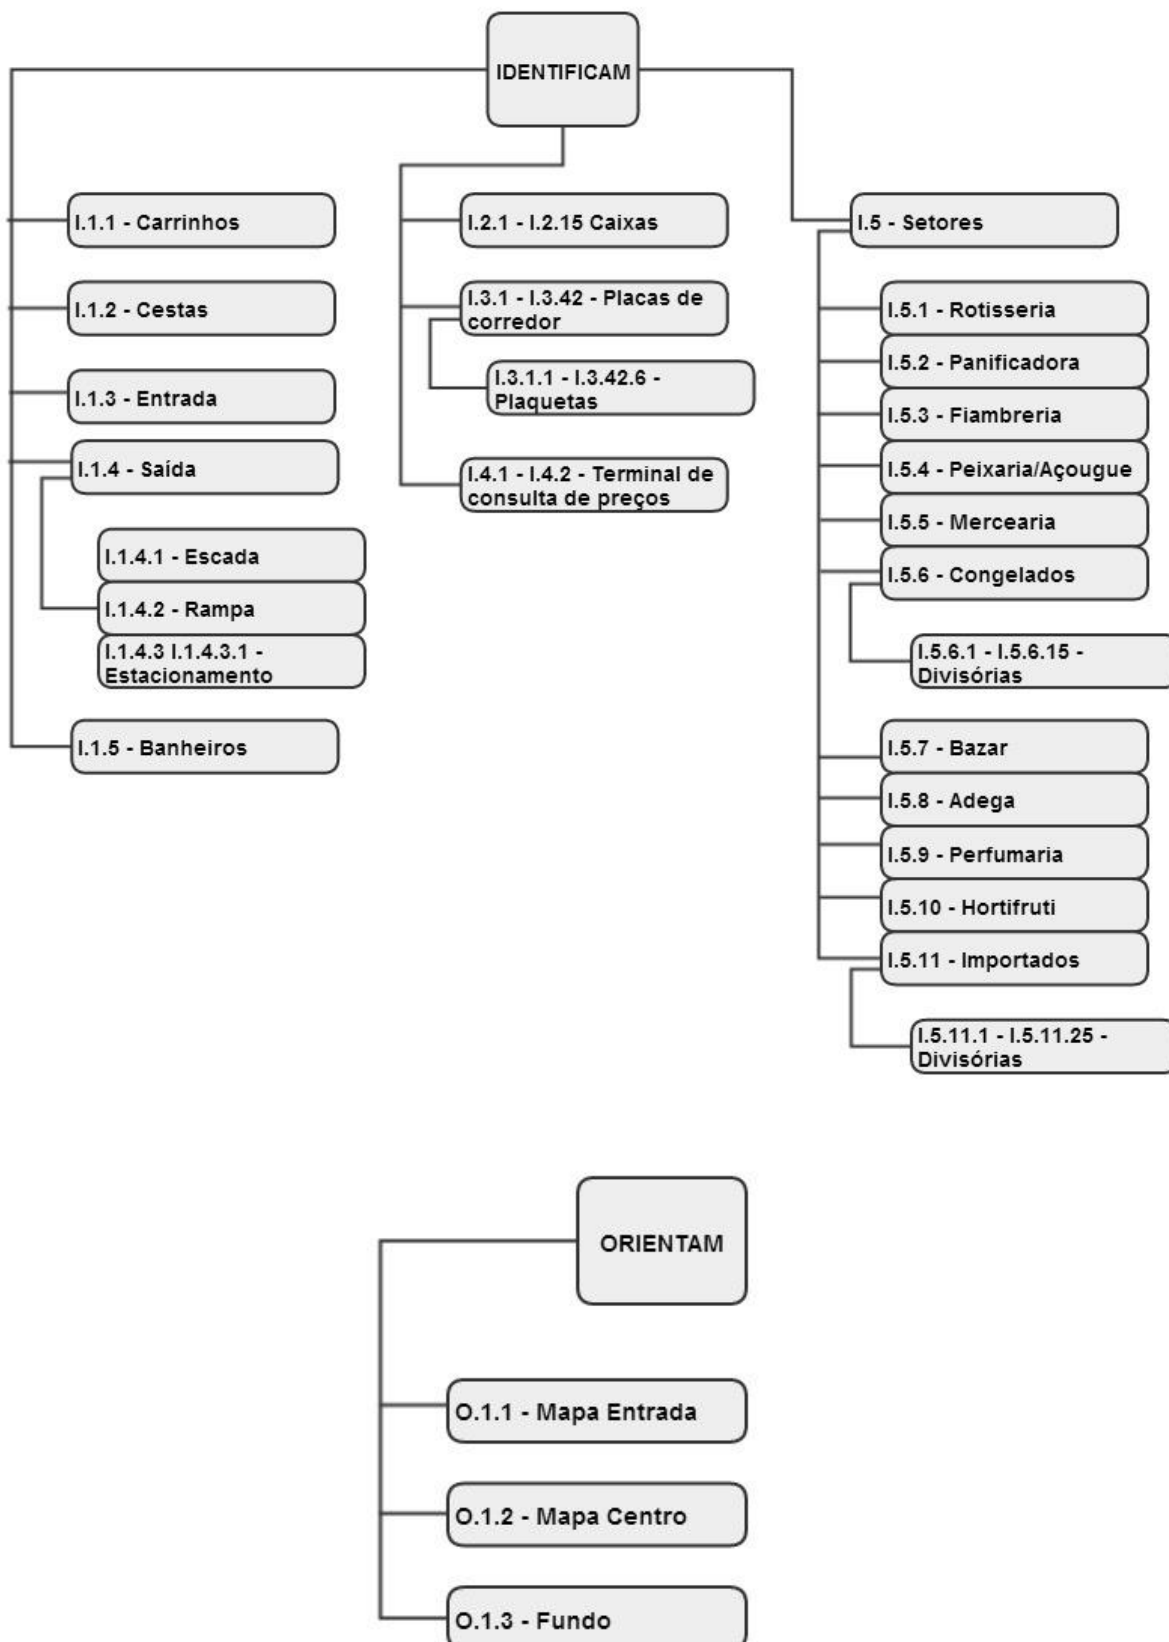 IDENTIFICAM
I.1.1 - Carrinhos
I.1.2 - Cestas
I.1.3 - Entrada
I.1.4 - Saída
I.1.4.1 - Escada
I.1.4.2 - Rampa
I.1.4.3 I.1.4.3.1 -
Estacionamento
I.1.5 - Banheiros
I.2.1 - I.2.15 Caixas
I.3.1 - I.3.42 - Placas de
corredor
I.3.1.1 - I.3.42.6 -
Plaquetas
I.4.1 - I.4.2 - Terminal de
consulta de preços
I.5 - Setores
I.5.1 - Rotisseria
I.5.2 - Panificadora
I.5.3 - Fiambreria
I.5.4 - Peixaria/Açougue
I.5.5 - Mercearia
I.5.6 - Congelados
I.5.6.1 - I.5.6.15 -
Divisórias
I.5.7 - Bazar
I.5.8 - Adega
I.5.9 - Perfumaria
I.5.10 - Hortifruti
I.5.11 - Importados
I.5.11.1 - I.5.11.25 -
Divisórias
ORIENTAM
O.1.1 - Mapa Entrada
O.1.2 - Mapa Centro
O.1.3 - Fundo